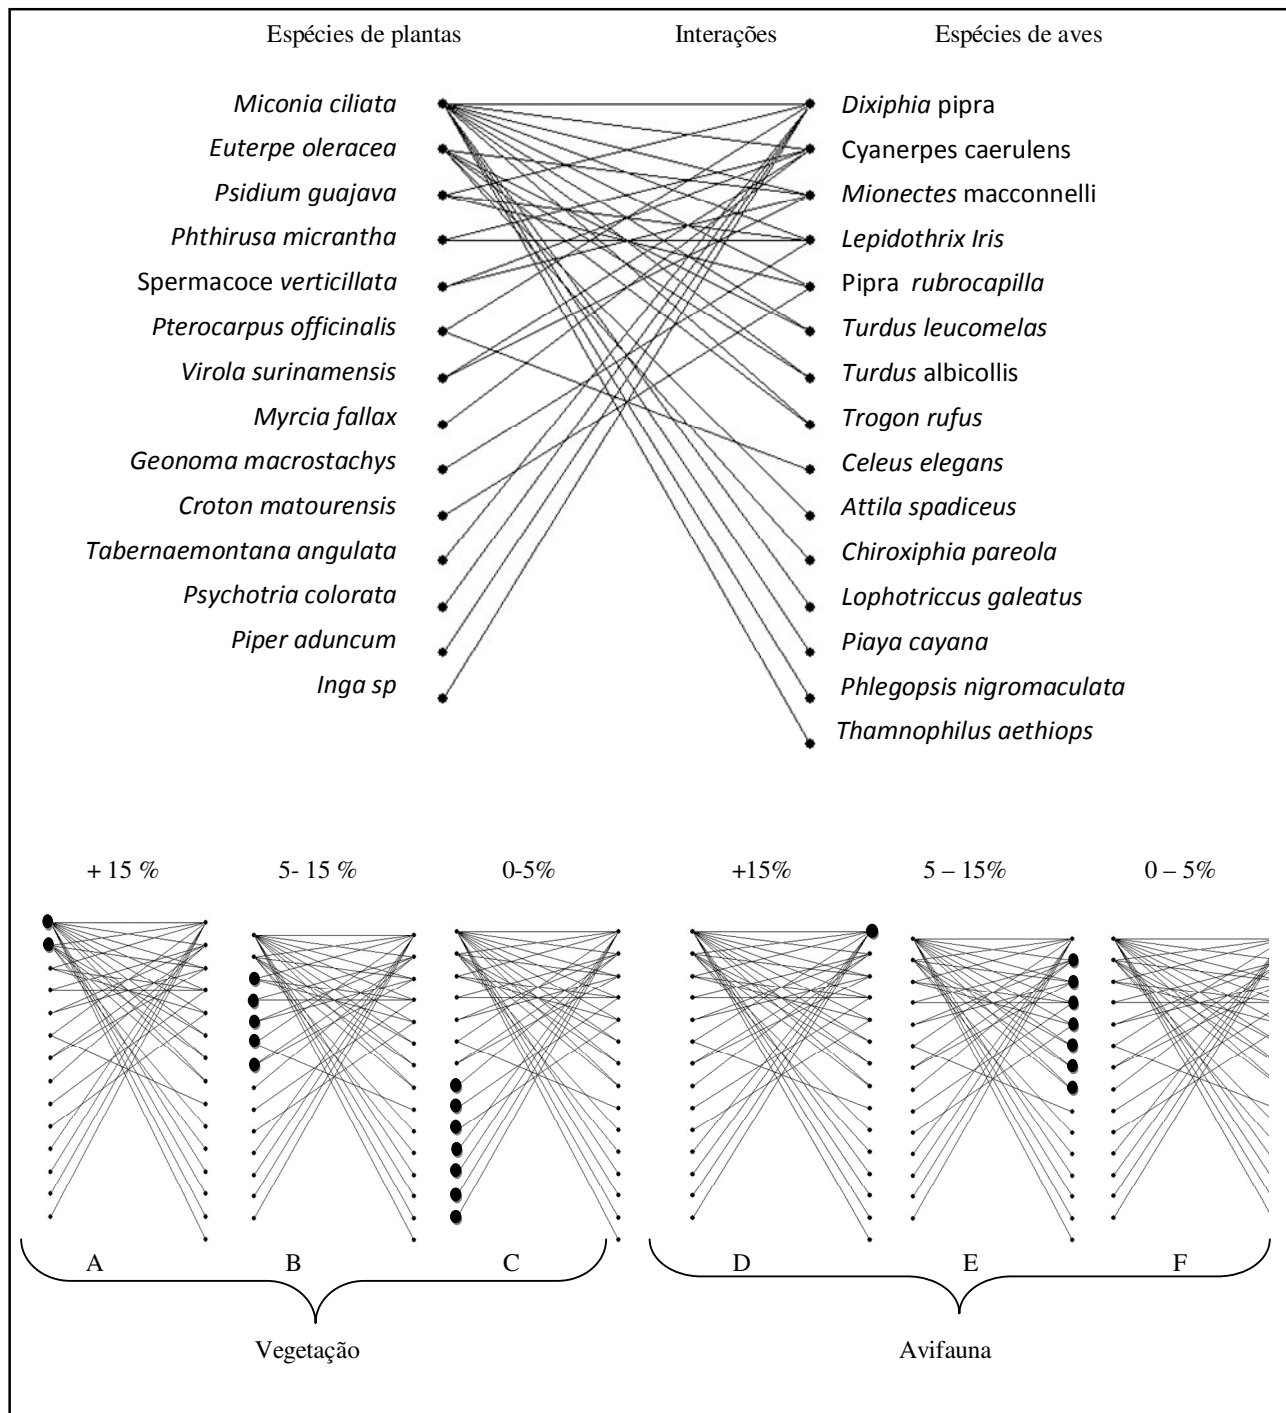 Espécies de plantas Interações Espécies de aves
Miconia ciliata Dixiphia pipra
Euterpe oleracea Cyanerpes caerulens
Psidium guajava Mionectes macconnelli
Phthirusa micrantha Lepidothrix Iris
Spermacoce verticillata Pipra rubrocapilla
Pterocarpus officinalis Turdus leucomelas
Virola surinamensis Turdus albicollis
Myrcia fallax Trogon rufus
Geonoma macrostachys Celeus elegans
Croton matourensis Attila spadiceus
Tabernaemontana angulata Chiroxiphia pareola
Psychotria colorata Lophotriccus galeatus
Piper aduncum Piaya cayana
Inga sp Phlegopsis nigromaculata
Thamnophilus aethiops
+ 15 % 5- 15 % 0-5% +15% 5 – 15% 0 – 5%
A B C D E F
Vegetação Avifauna